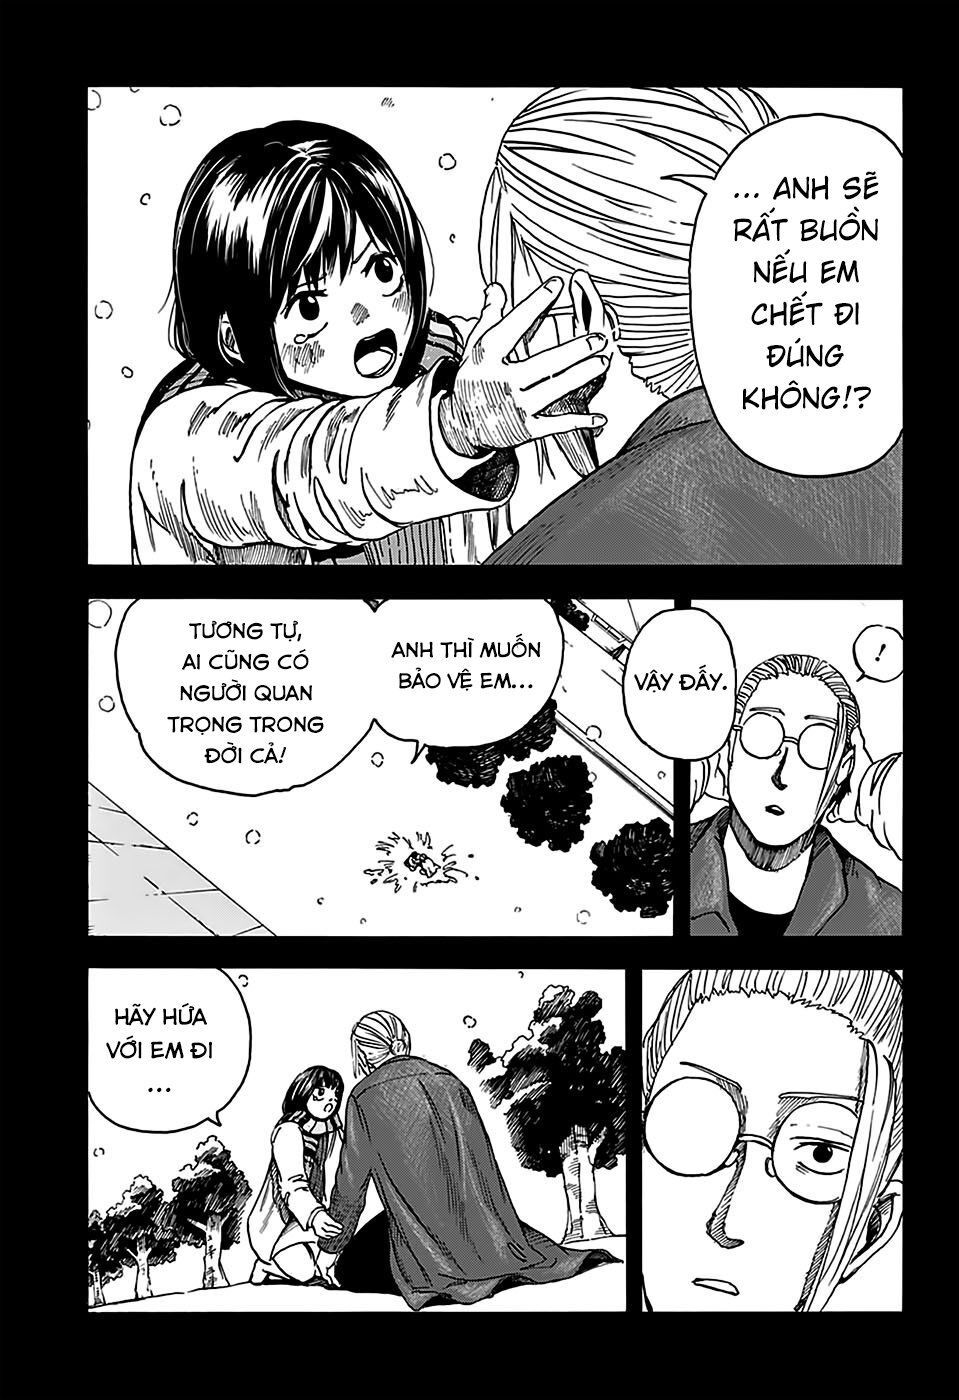 ... ANH SẼ
RẤT BUỒN
NẾU EM
CHẾT ĐI
ĐÚNG
KHÔNG!?
!
VẬY ĐẤY.
ANH THÌ MUỐN
BẢO VỆ EM...
TƯƠNG TỰ,
AI CŨNG CÓ
NGƯỜI QUAN
TRỌNG TRONG
ĐỜI CẢ!
HÃY HỨA
VỚI EM ĐI
...